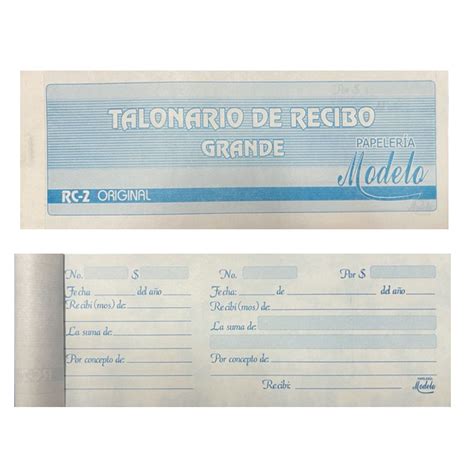 TALONARIO DE RECIBO
GRANDE
PAPELERÍA
Modelo
RC-2 ORIGINAL
No. $
Fecha de del año
Recibí (mos) de:
La suma de:
Por concepto de:
No. Por $
Fecha: de del año
Recibí (mos) de:
La suma de:
Por concepto de:
Recibí:
PAPELERÍA
Modelo